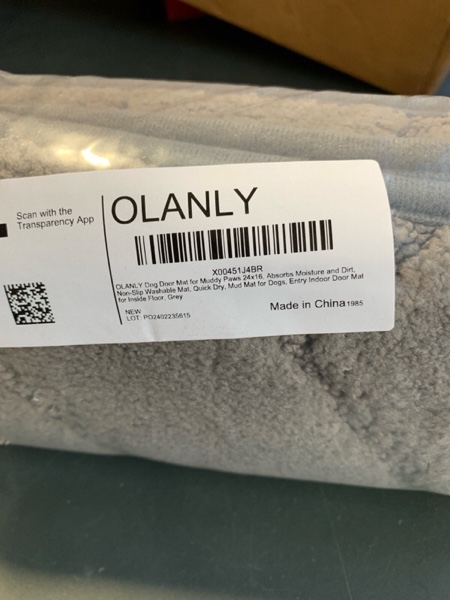 Scan with the
Transparency App
OLANLY
X00451J4BR
OLANLY Dog Door Mat for Muddy Paws 24x16, Absorbs Moisture and Dirt,
Non-Slip Washable Mat, Quick Dry, Mud Mat for Dogs, Entry Indoor Door Mat
for Inside Floor, Grey
NEW
LOT PO2402235615
Made in China 1985